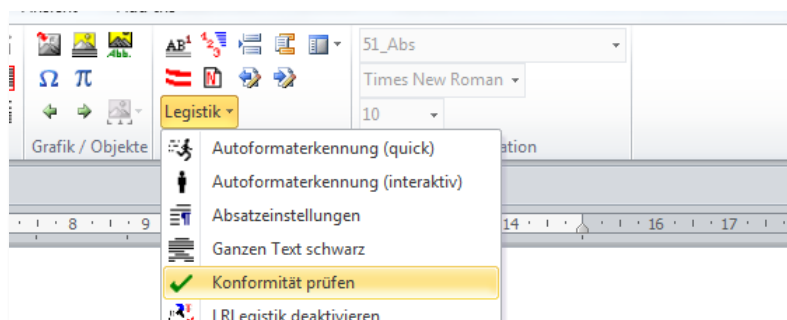 51_Abs
Times New Roman
Legistik
10
Grafik / Objekte
Autoformaterkennung (quick)
Autoformaterkennung (interaktiv)
Absatzeinstellungen
Ganzen Text schwarz
Konformität prüfen
LRLegistik deaktivieren
8 9 14 16 17